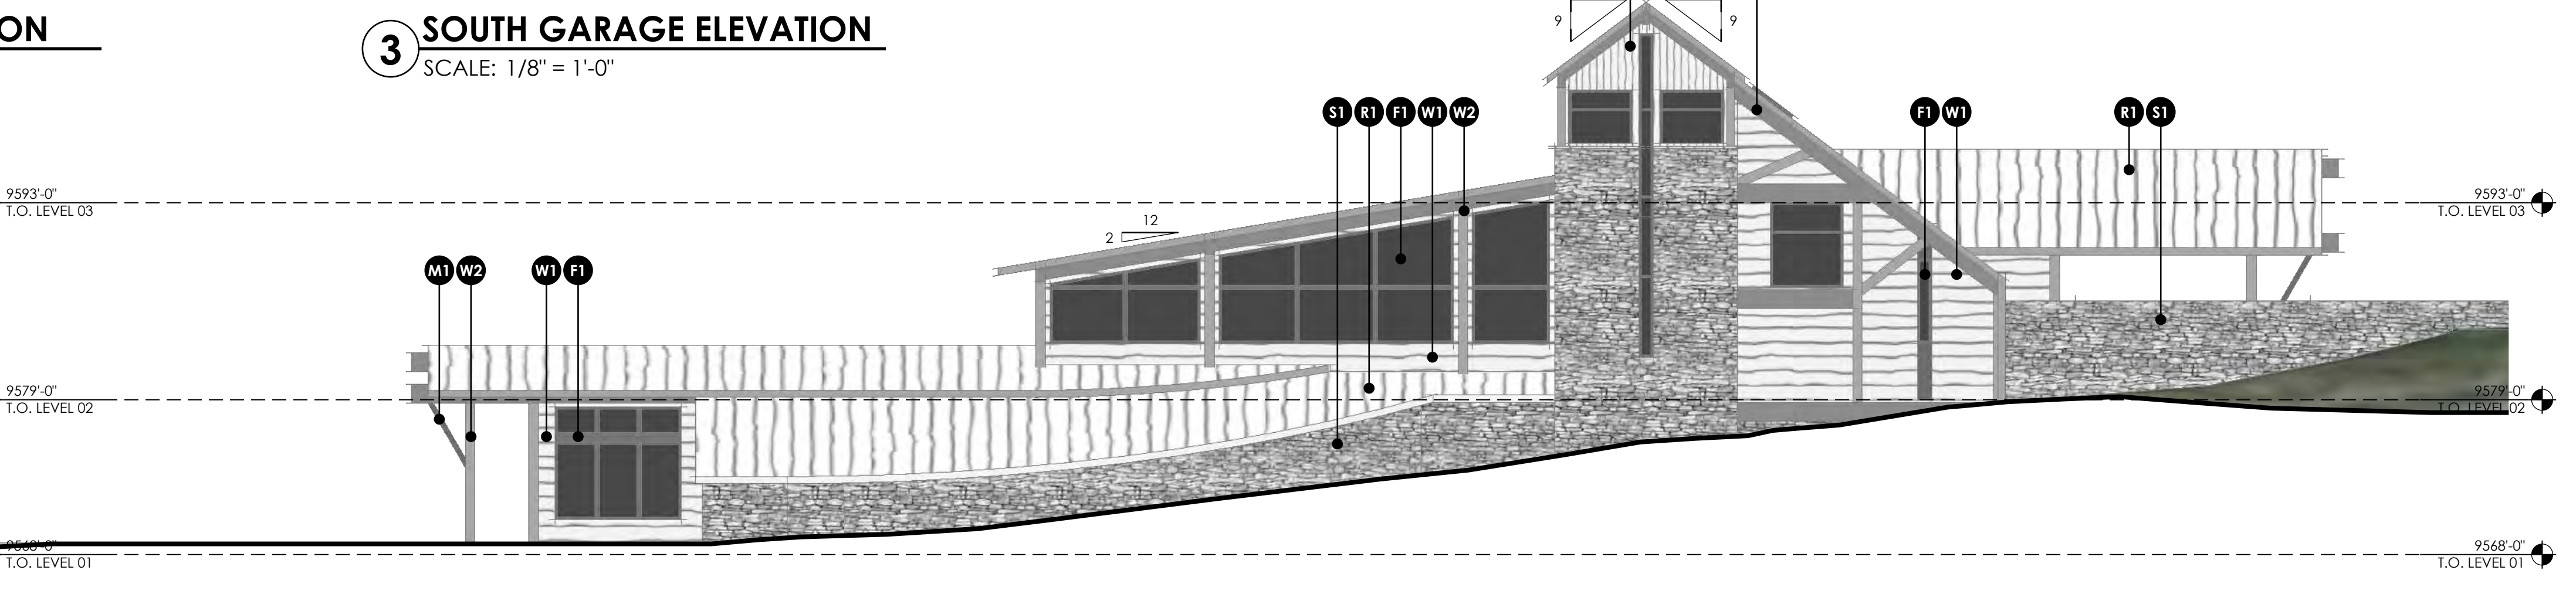 ON
3 SOUTH GARAGE ELEVATION
SCALE: 1/8" = 1'-0"
9 9
S1 R1 F1 W1 W2
F1 W1
R1 S1
9593'-0"
T.O. LEVEL 03
9593'-0"
T.O. LEVEL 03
12
2
M1 W2 W1 F1
9579'-0"
T.O. LEVEL 02
9579'-0"
T.O. LEVEL 02
9568'-0"
T.O. LEVEL 01
9568'-0"
T.O. LEVEL 01